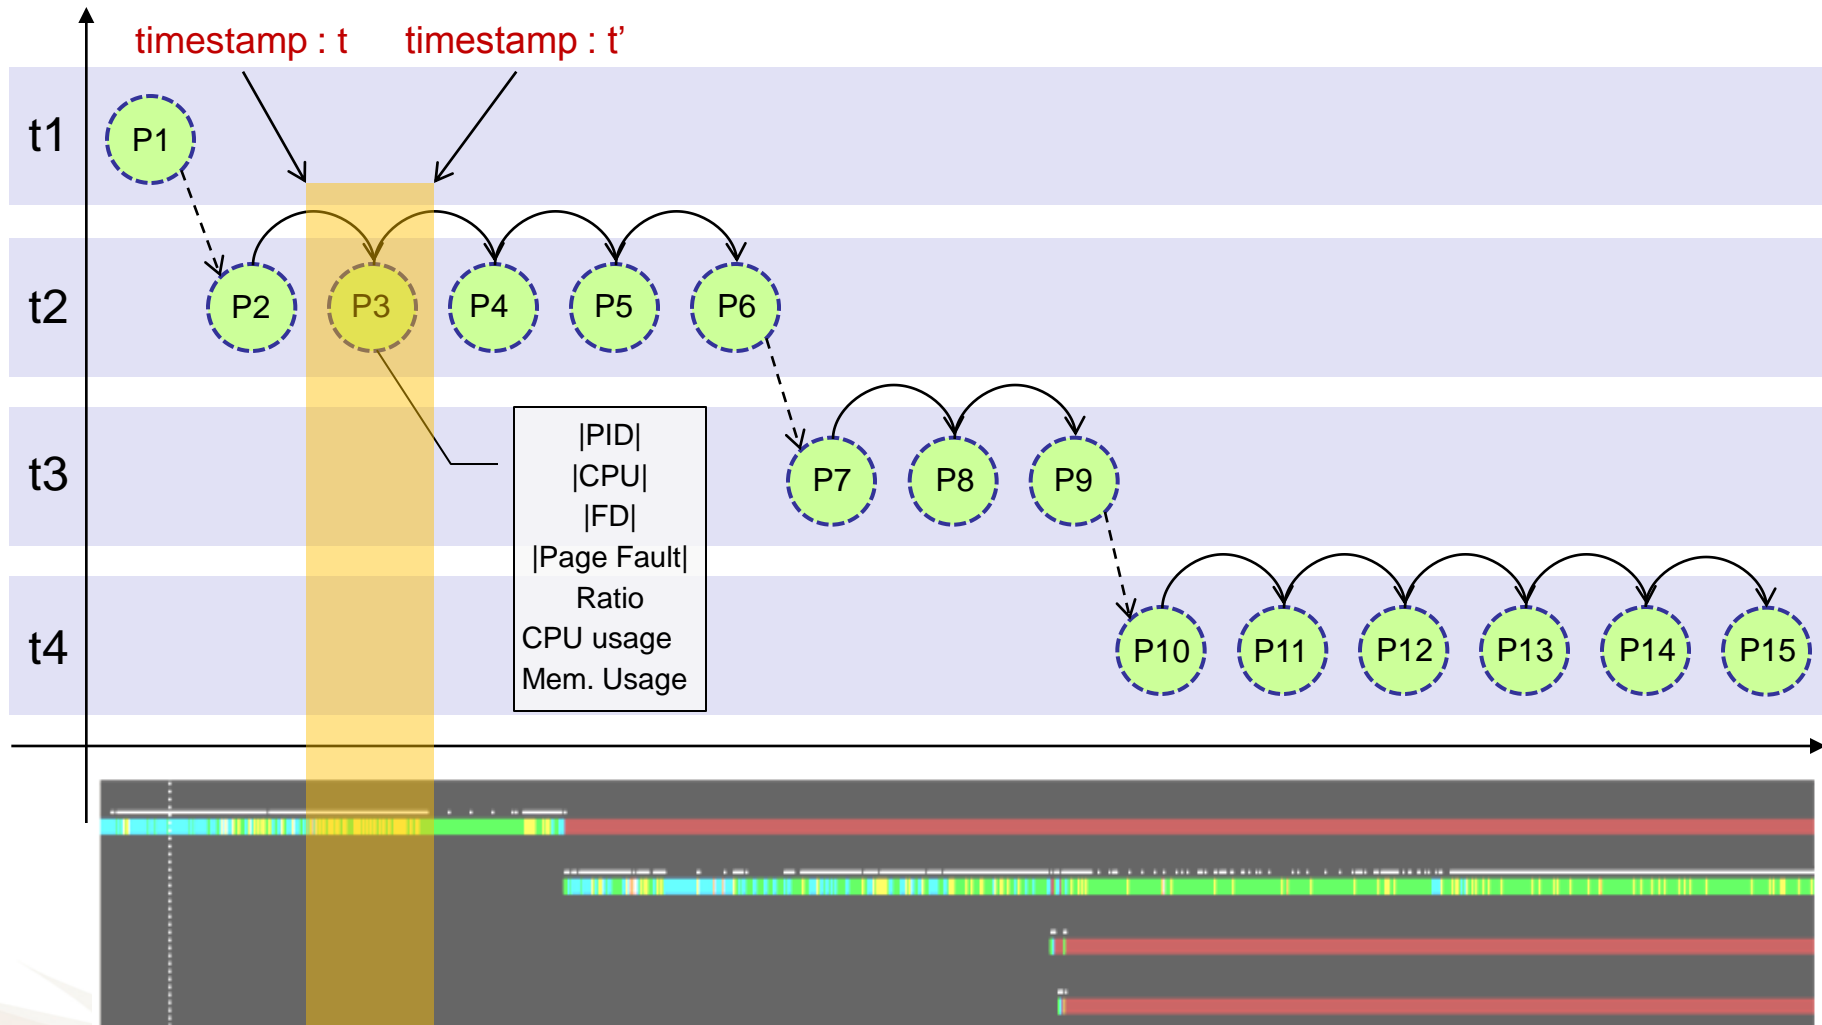 timestamp : t
timestamp : t’
t1
P1
t2
P2
P3
P4
P5
P6
t3
|PID|
|CPU|
|FD|
|Page Fault|
Ratio
CPU usage
Mem. Usage
P7
P8
P9
t4
P10
P11
P12
P13
P14
P15